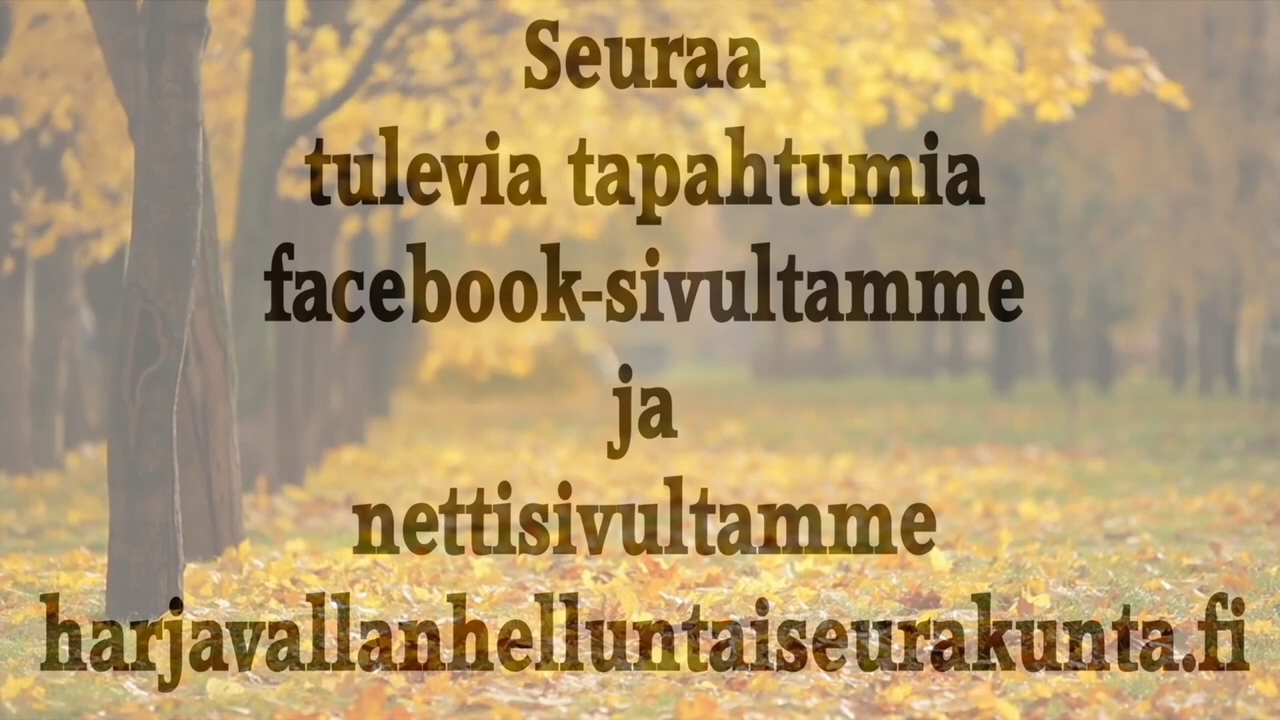 Seuraa
tulevia tapahtumia
facebook-sivultamme
ja
nettisivultamme
harjavallanhelluntaiseurakunta.fi